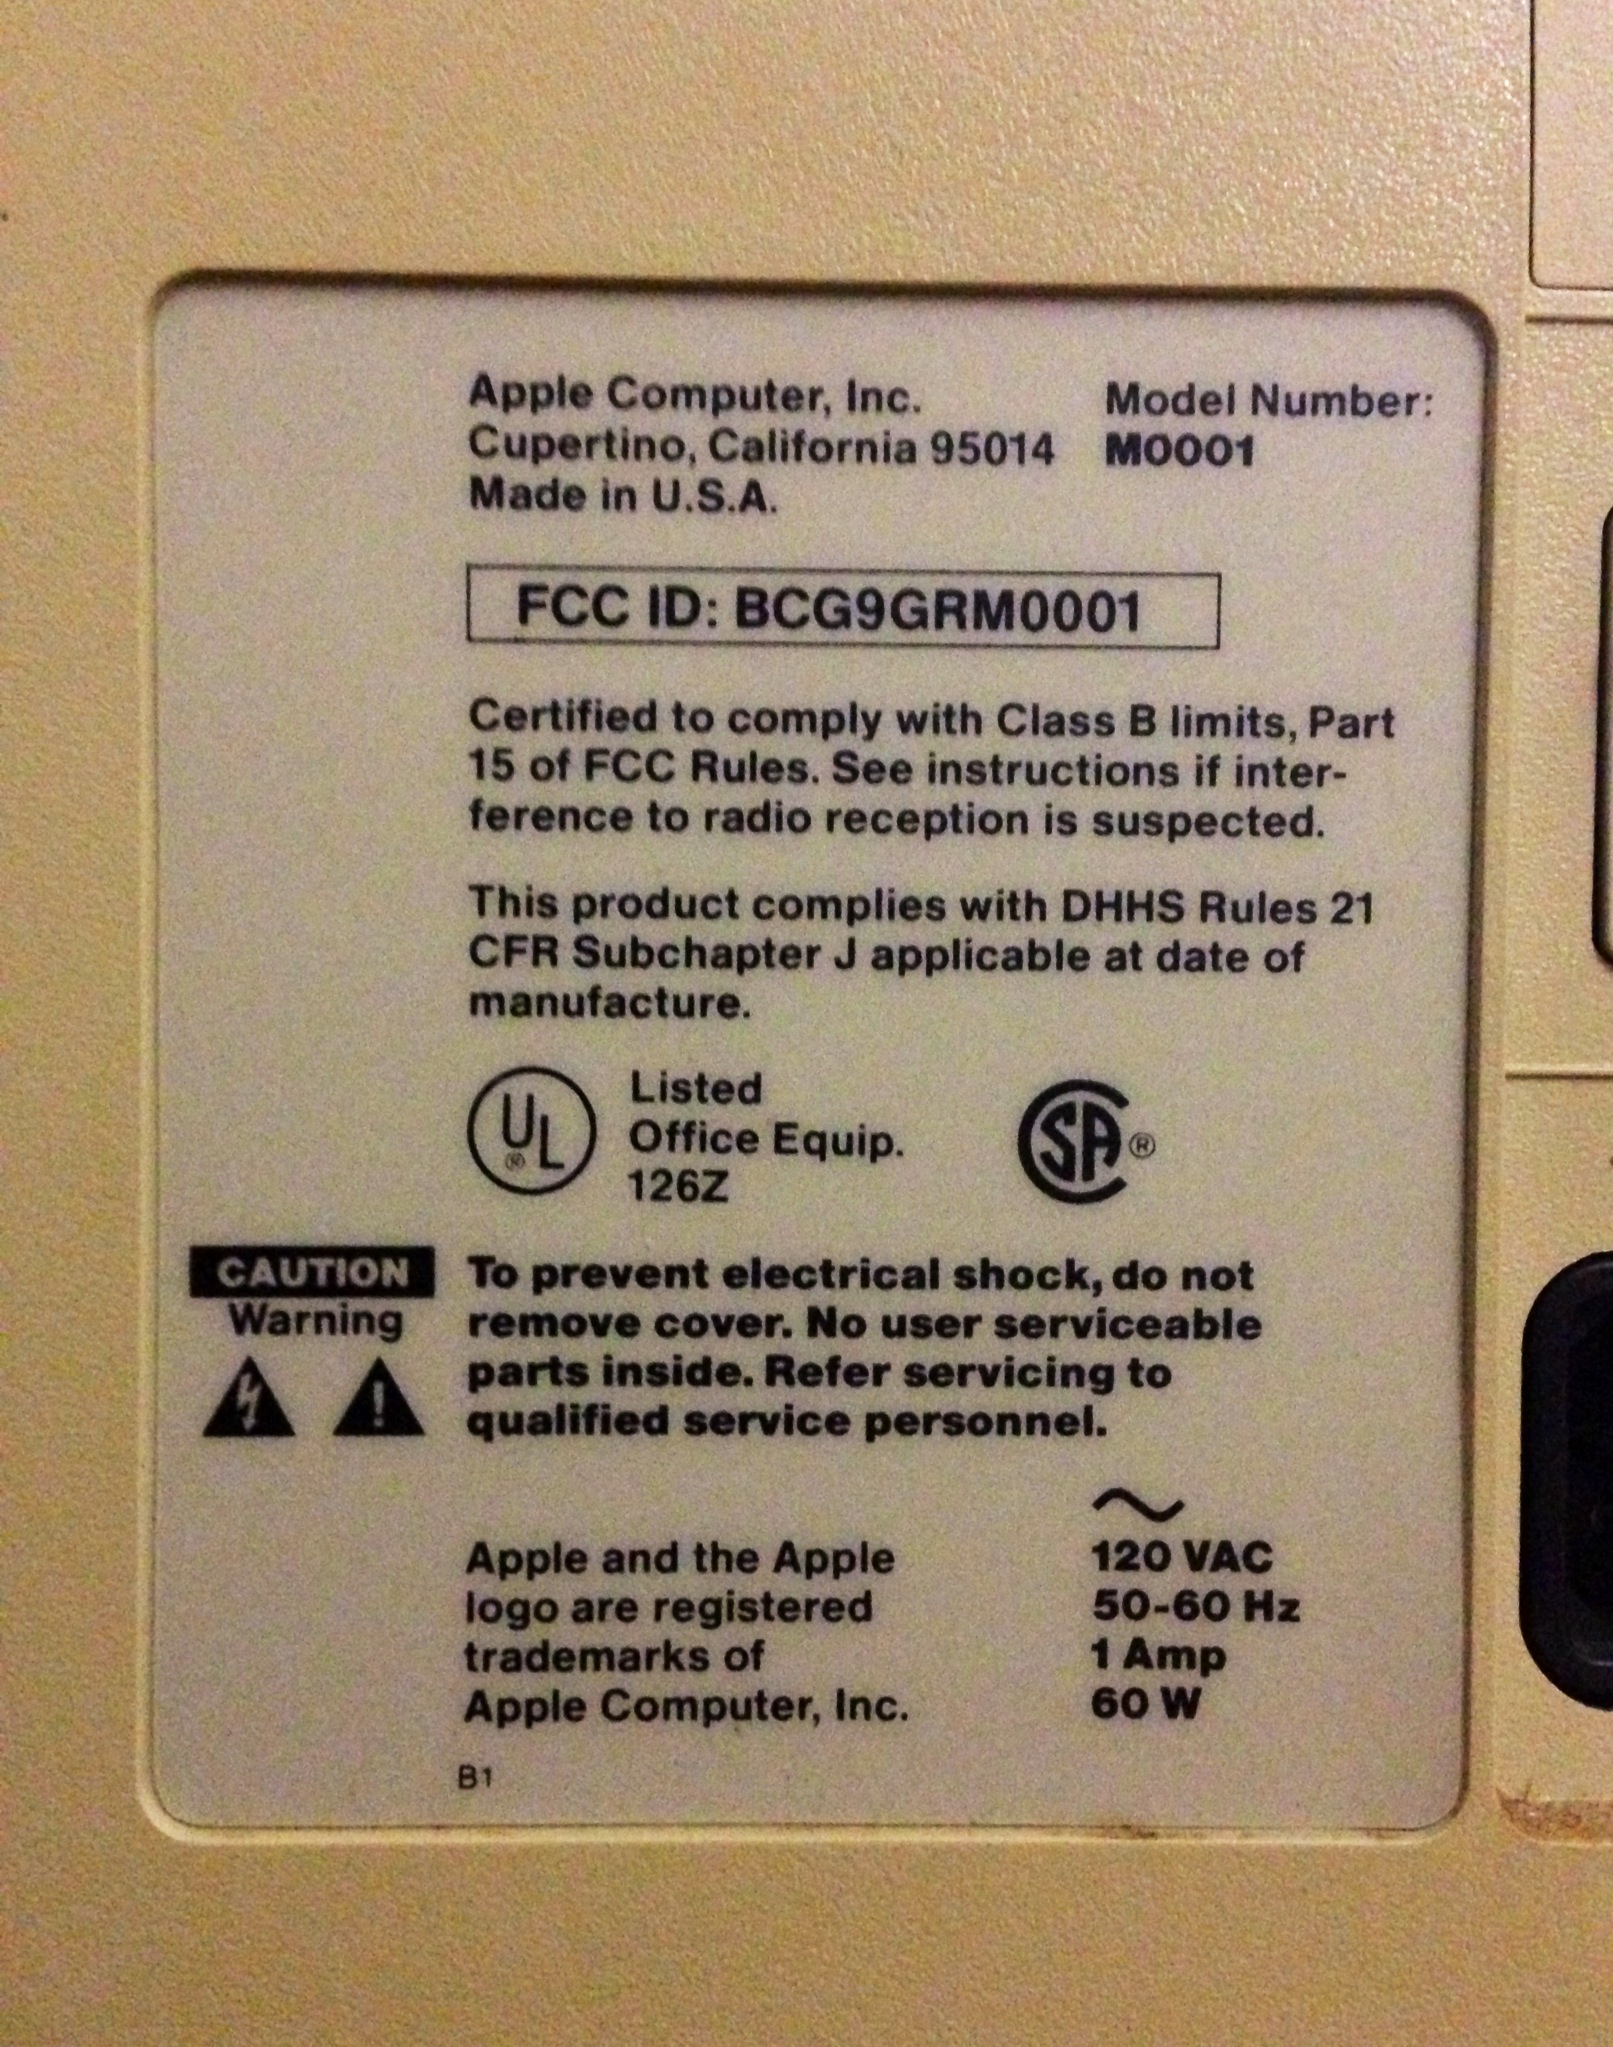 Apple Computer, Inc.
Cupertino, California 95014
Made in U.S.A.
Model Number:
M0001
FCC ID: BCG9GRM0001
Certified to comply with Class B limits, Part
15 of FCC Rules. See instructions if inter-
ference to radio reception is suspected.
This product complies with DHHS Rules 21
CFR Subchapter J applicable at date of
manufacture.
UL®
Listed
Office Equip.
126Z
CSA®
CAUTION
Warning
To prevent electrical shock, do not
remove cover. No user serviceable
parts inside. Refer servicing to
qualified service personnel.
Apple and the Apple
logo are registered
trademarks of
Apple Computer, Inc.
~
120 VAC
50-60 Hz
1 Amp
60 W
B1